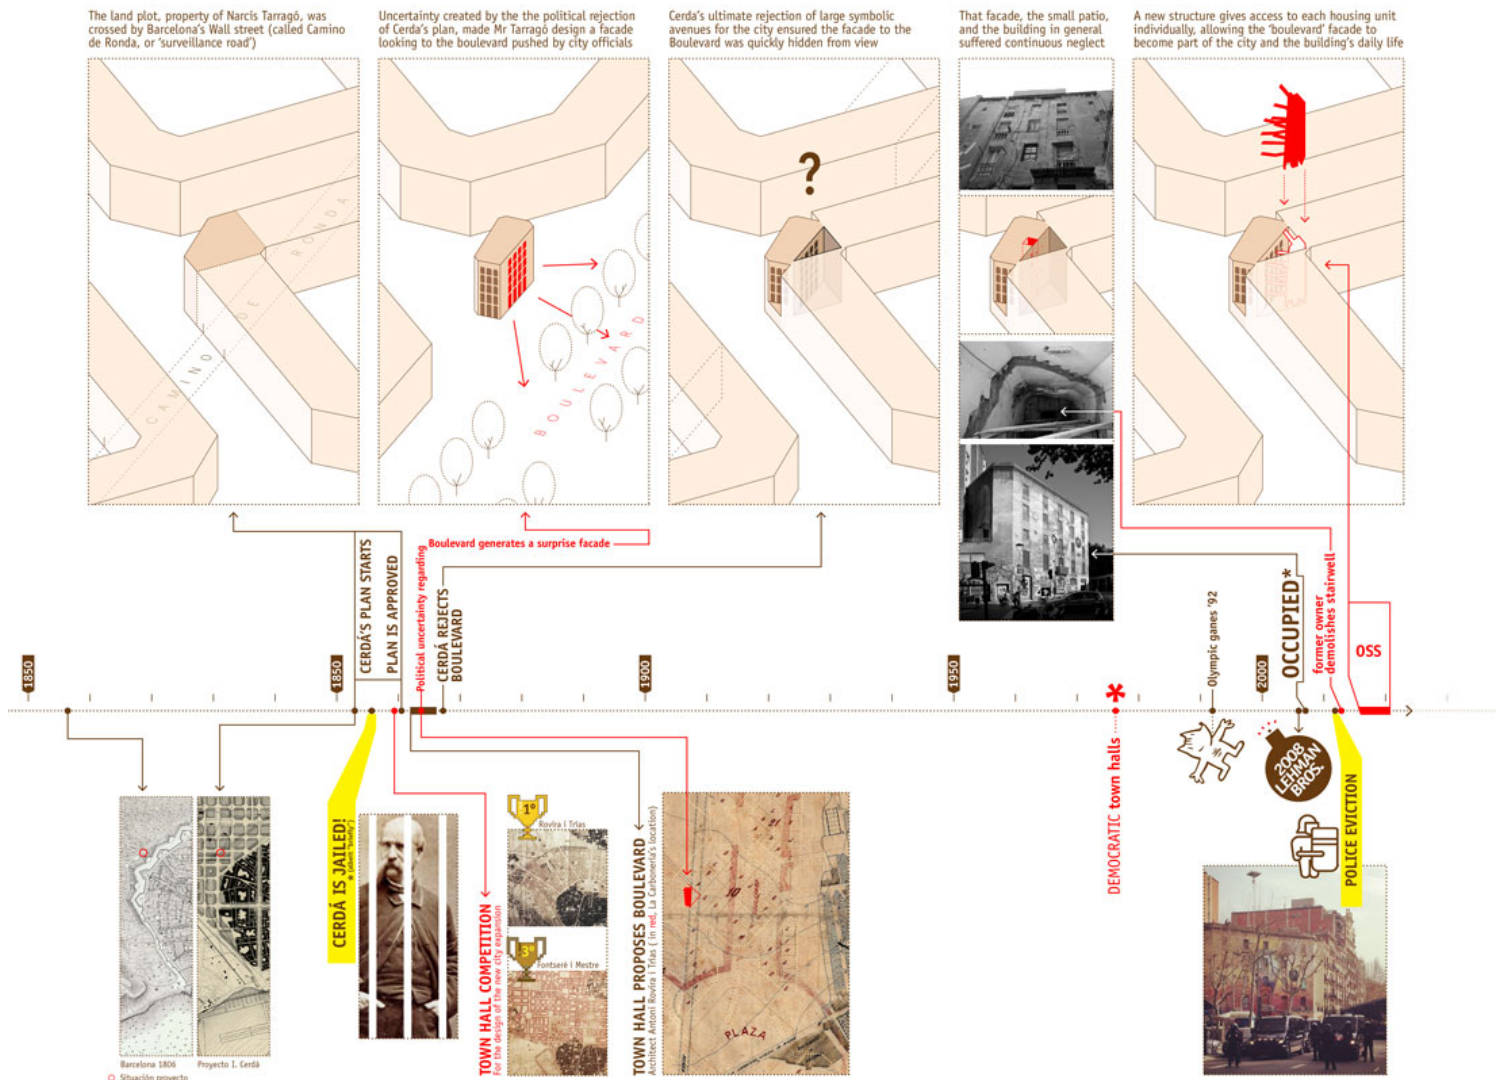 The land plot, property of Narcís Tarragó, was
crossed by Barcelona's Wall street (called Camino
de Ronda, or 'surveillance road')
Uncertainty created by the the political rejection
of Cerda's plan, made Mr Tarragó design a facade
looking to the boulevard pushed by city officials
Cerda's ultimate rejection of large symbolic
avenues for the city ensured the facade to the
Boulevard was quickly hidden from view
That facade, the small patio,
and the building in general
suffered continuous neglect
A new structure gives access to each housing unit
individually, allowing the 'boulevard' facade to
become part of the city and the building's daily life
CAMINO DE RONDA
BOULEVARD
?
Boulevard generates a surprise facade
CERDÁ'S PLAN STARTS
PLAN IS APPROVED
Political uncertainty regarding
CERDÁ REJECTS
BOULEVARD
Olympic ganes '92
OCCUPIED*
former owner
demolishes stairwell
OSS
1850
1850
1900
1950
2000
*
DEMOCRATIC town halls
2008
LEHMAN
BROS.
POLICE EVICTION
CERDÁ IS JAILED!
TOWN HALL COMPETITION
For the design of the new city expansion
1º
Rovira i Trias
3º
Fontseré i Mestre
TOWN HALL PROPOSES BOULEVARD
Architect Antoni Rovira i Trias ( in red, La Carbonería's location)
PLAZA
Barcelona 1806
Proyecto I. Cerdá
Situación proyecto